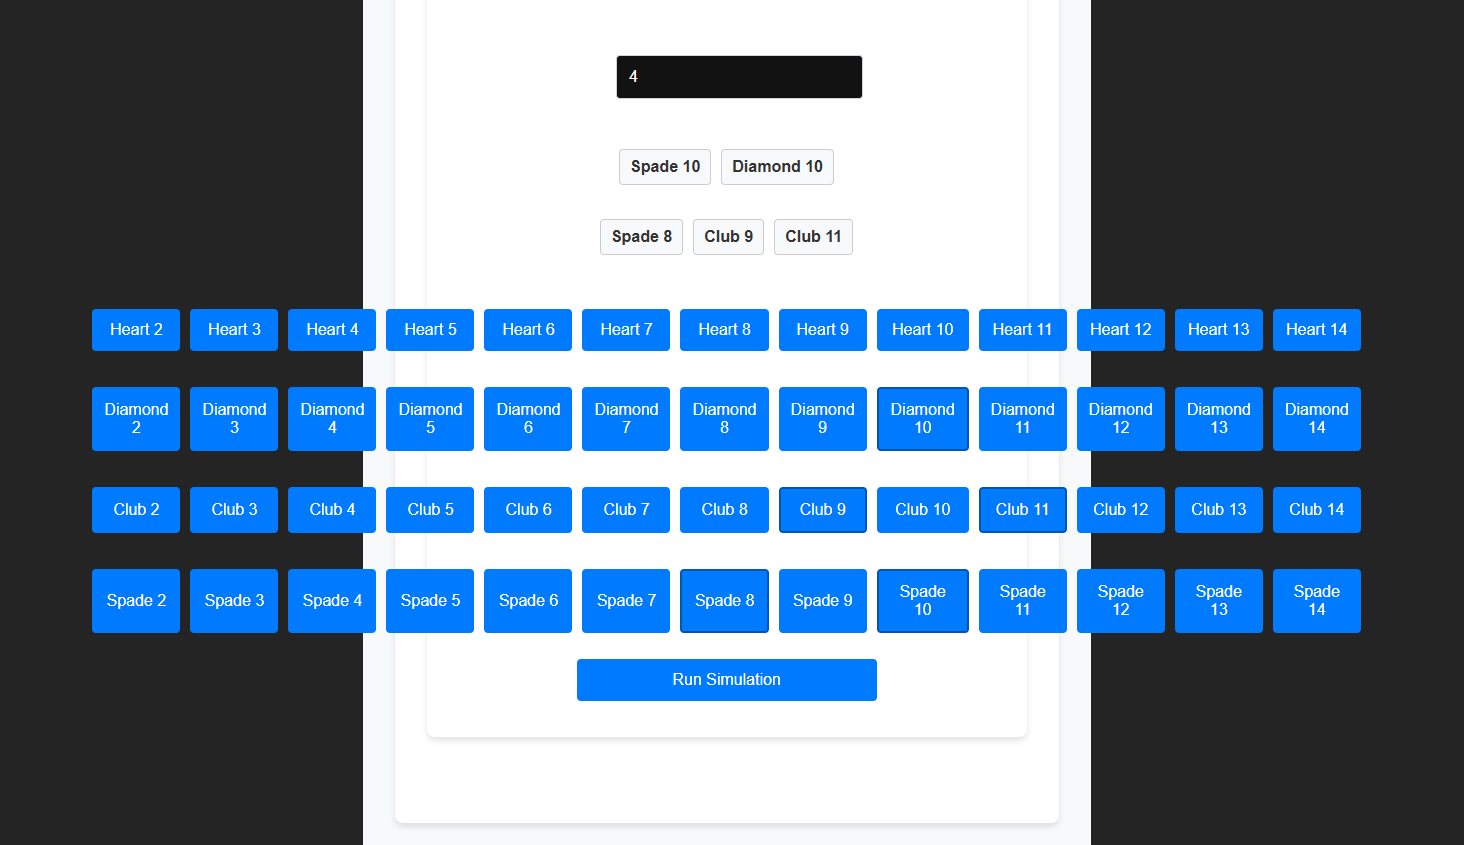 4
Spade 10 Diamond 10
Spade 8 Club 9 Club 11
Heart 2 Heart 3 Heart 4 Heart 5 Heart 6 Heart 7 Heart 8 Heart 9 Heart 10 Heart 11 Heart 12 Heart 13 Heart 14
Diamond 2 Diamond 3 Diamond 4 Diamond 5 Diamond 6 Diamond 7 Diamond 8 Diamond 9 Diamond 10 Diamond 11 Diamond 12 Diamond 13 Diamond 14
Club 2 Club 3 Club 4 Club 5 Club 6 Club 7 Club 8 Club 9 Club 10 Club 11 Club 12 Club 13 Club 14
Spade 2 Spade 3 Spade 4 Spade 5 Spade 6 Spade 7 Spade 8 Spade 9 Spade 10 Spade 11 Spade 12 Spade 13 Spade 14
Run Simulation